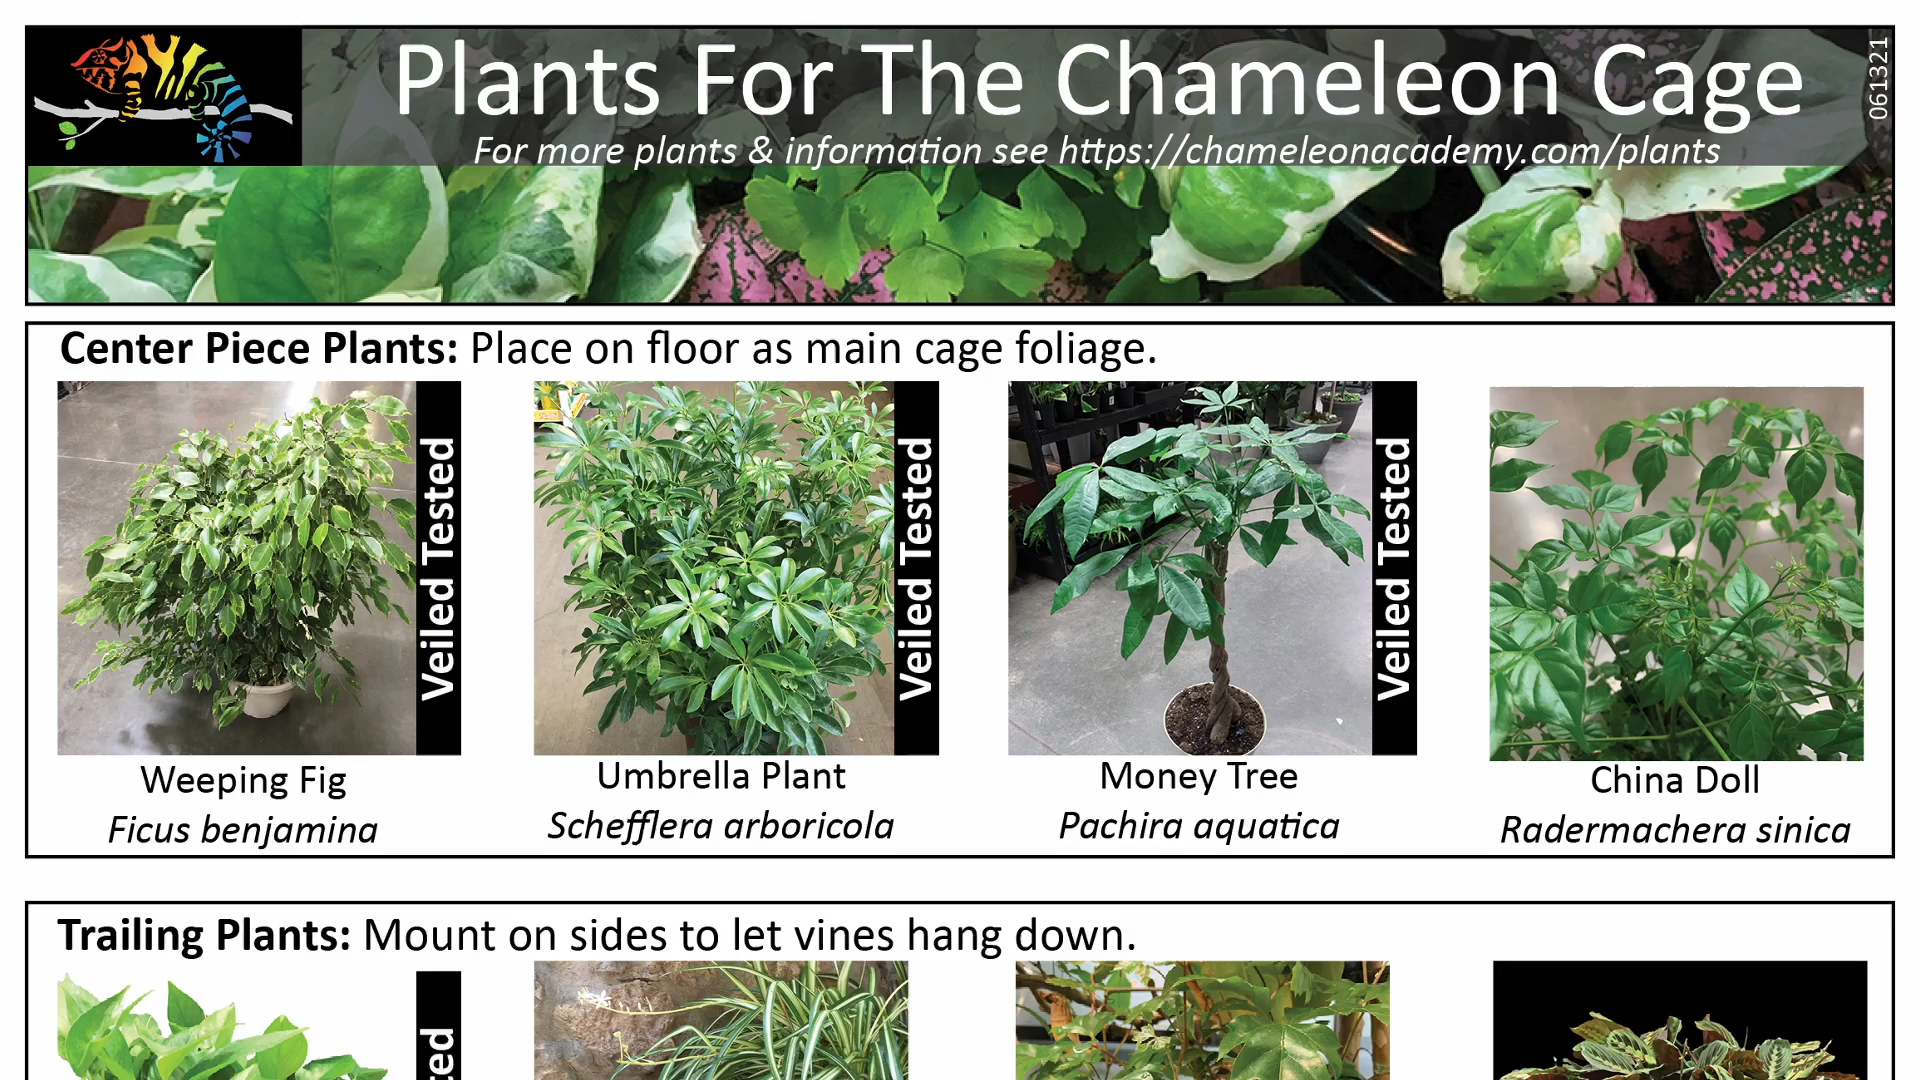 Plants For The Chameleon Cage
061321
For more plants & information see https://chameleonacademy.com/plants
Center Piece Plants: Place on floor as main cage foliage.
Veiled Tested
Veiled Tested
Veiled Tested
Weeping Fig
Ficus benjamina
Umbrella Plant
Schefflera arboricola
Money Tree
Pachira aquatica
China Doll
Radermachera sinica
Trailing Plants: Mount on sides to let vines hang down.